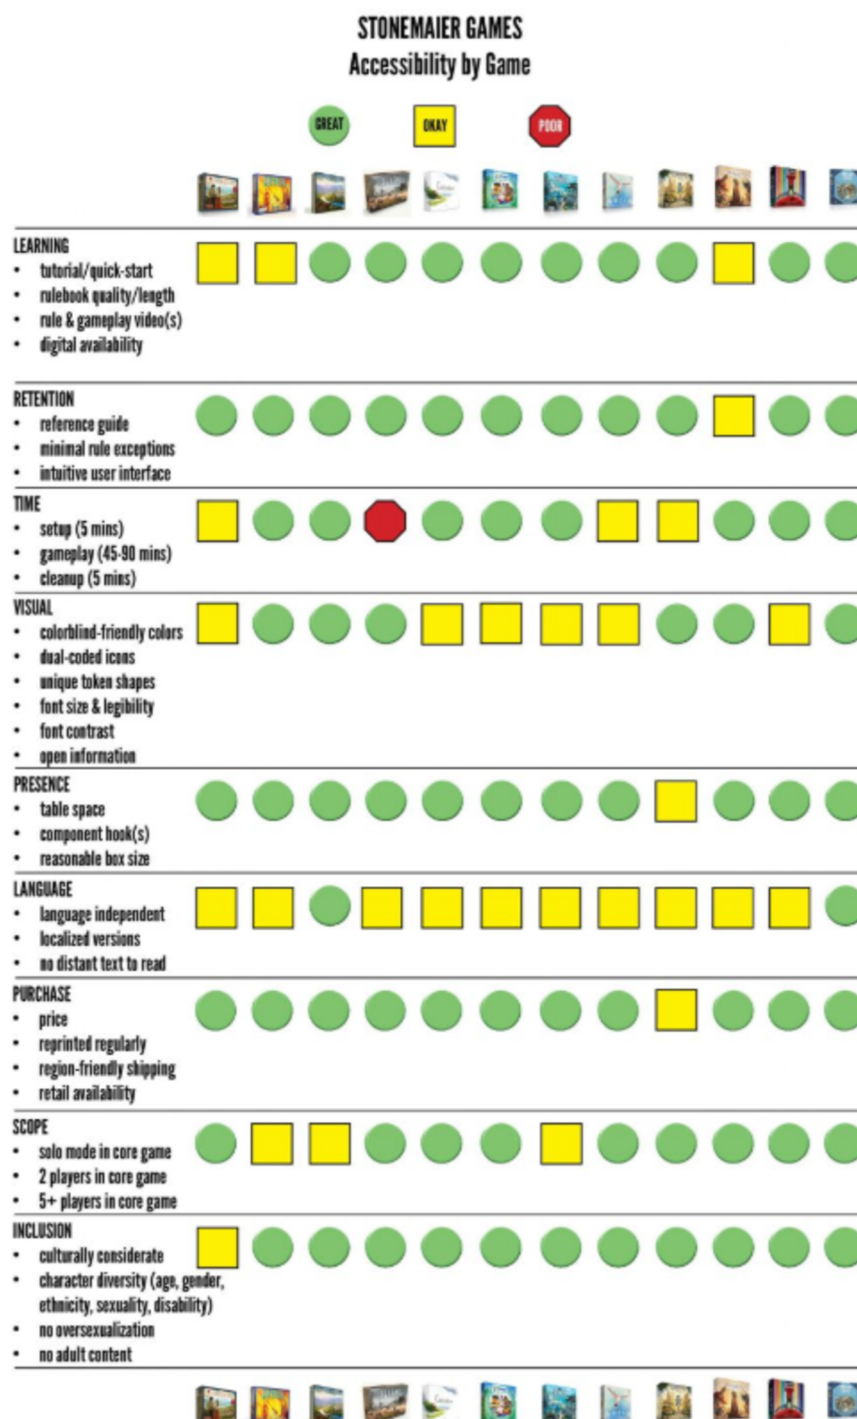 STONEMAIER GAMES
Accessibility by Game
GREAT
OKAY
POOR
LEARNING
• tutorial/quick-start
• rulebook quality/length
• rule & gameplay video(s)
• digital availability
RETENTION
• reference guide
• minimal rule exceptions
• intuitive user interface
TIME
• setup (5 mins)
• gameplay (45-90 mins)
• cleanup (5 mins)
VISUAL
• colorblind-friendly colors
• dual-coded icons
• unique token shapes
• font size & legibility
• font contrast
• open information
PRESENCE
• table space
• component hook(s)
• reasonable box size
LANGUAGE
• language independent
• localized versions
• no distant text to read
PURCHASE
• price
• reprinted regularly
• region-friendly shipping
• retail availability
SCOPE
• solo mode in core game
• 2 players in core game
• 5+ players in core game
INCLUSION
• culturally considerate
• character diversity (age, gender,
ethnicity, sexuality, disability)
• no oversexualization
• no adult content